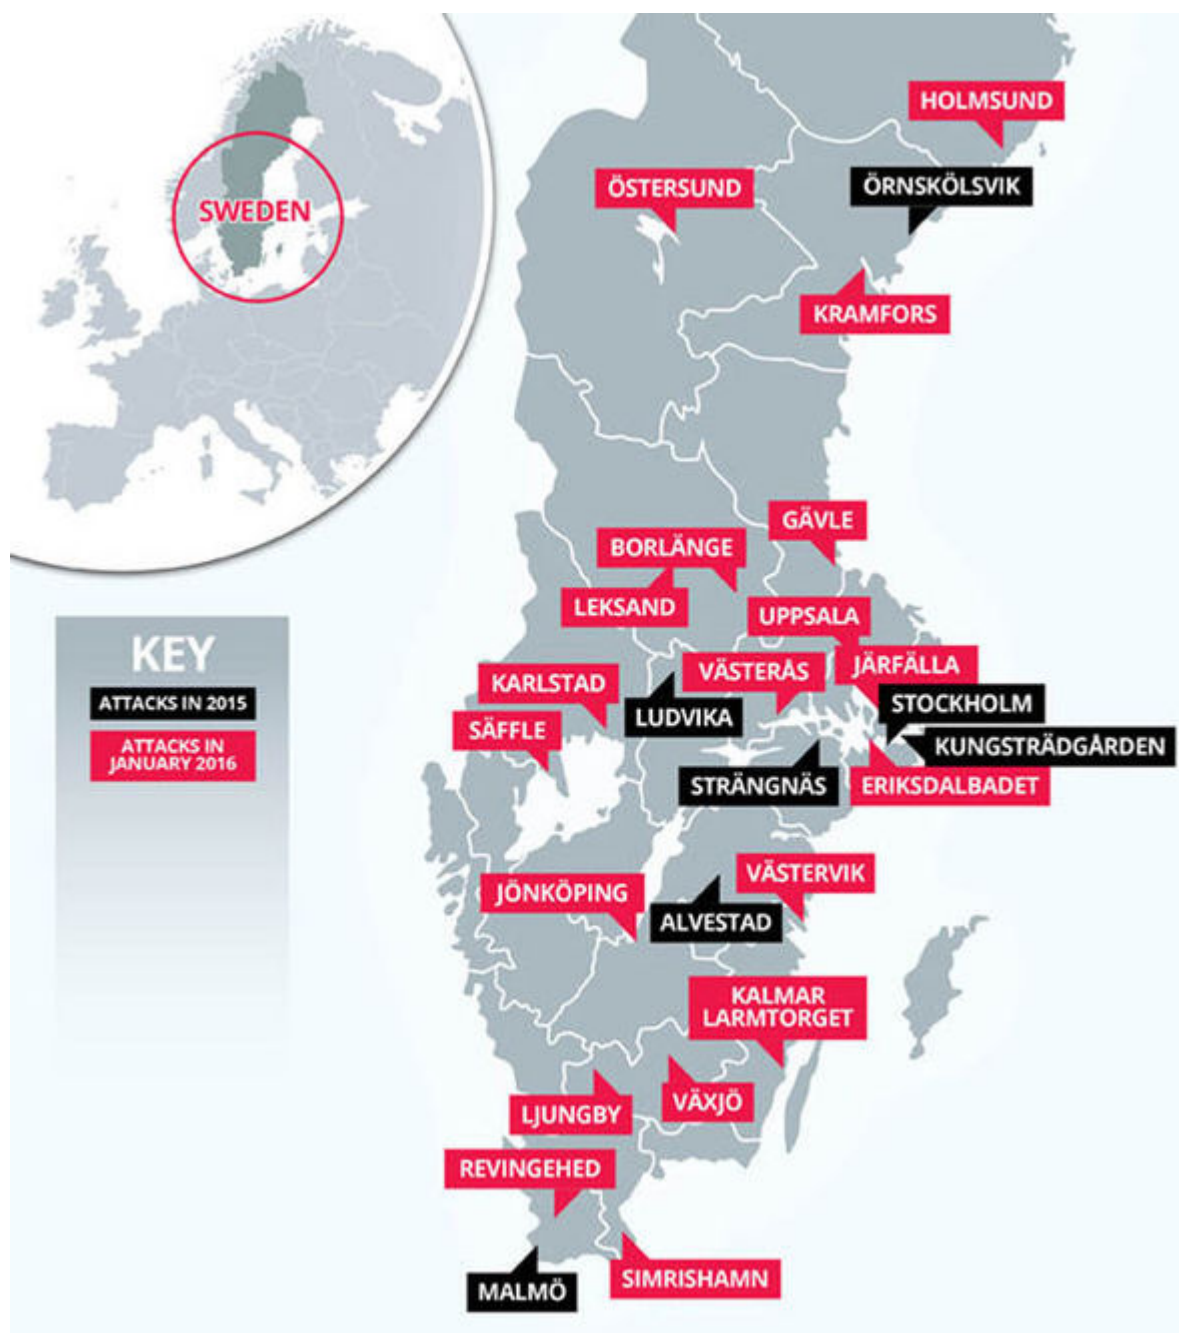 SWEDEN
HOLMSUND
ÖSTERSUND
ÖRNSKÖLSVIK
KRAMFORS
GÄVLE
BORLÄNGE
LEKSAND
UPPSALA
KEY
ATTACKS IN 2015
ATTACKS IN
JANUARY 2016
VÄSTERÅS
JÄRFÄLLA
KARLSTAD
STOCKHOLM
LUDVIKA
SÄFFLE
KUNGSTRÄDGÅRDEN
STRÄNGNÄS
ERIKSDALBADET
VÄSTERVIK
JÖNKÖPING
ALVESTAD
KALMAR
LARMTORGET
VÄXJÖ
LJUNGBY
REVINGEHED
SIMRISHAMN
MALMÖ